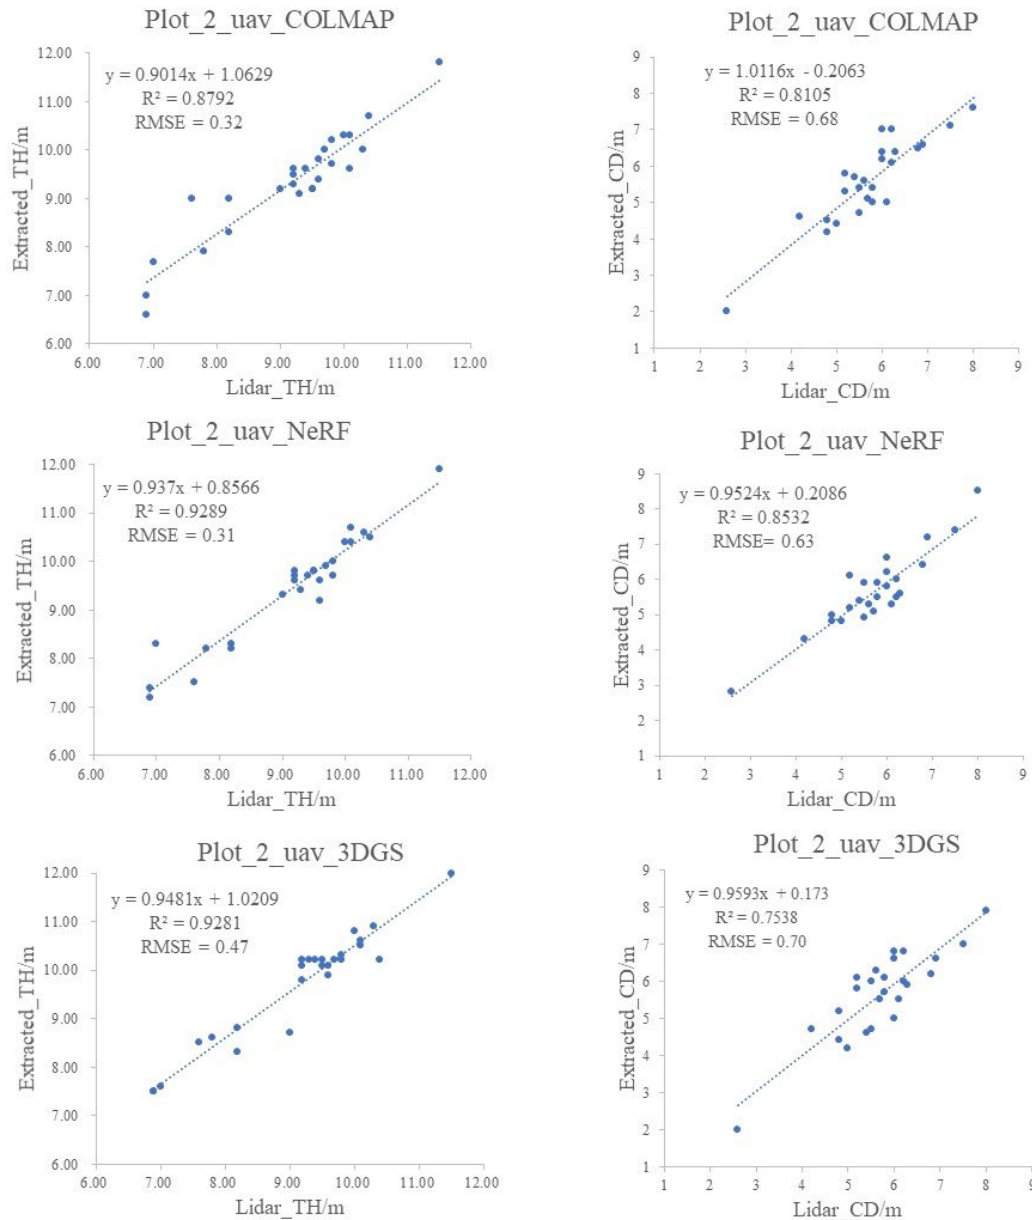 Plot_2_uav_COLMAP
12.00
y = 0.9014x + 1.0629
R² = 0.8792
RMSE = 0.32
11.00
10.00
9.00
8.00
7.00
6.00
Extracted_TH/m
6.00 7.00 8.00 9.00 10.00 11.00 12.00
Lidar_TH/m
Plot_2_uav_COLMAP
9
y = 1.0116x - 0.2063
R² = 0.8105
RMSE = 0.68
8
7
6
5
4
3
2
1
Extracted_CD/m
1 2 3 4 5 6 7 8 9
Lidar_CD/m
Plot_2_uav_NeRF
12.00
y = 0.937x + 0.8566
R² = 0.9289
RMSE = 0.31
11.00
10.00
9.00
8.00
7.00
6.00
Extracted_TH/m
6.00 7.00 8.00 9.00 10.00 11.00 12.00
Lidar_TH/m
Plot_2_uav_NeRF
9
y = 0.9524x + 0.2086
R² = 0.8532
RMSE= 0.63
8
7
6
5
4
3
2
1
Extracted_CD/m
1 2 3 4 5 6 7 8 9
Lidar_CD/m
Plot_2_uav_3DGS
12.00
y = 0.9481x + 1.0209
R² = 0.9281
RMSE = 0.47
11.00
10.00
9.00
8.00
7.00
6.00
Extracted_TH/m
6.00 7.00 8.00 9.00 10.00 11.00 12.00
Lidar_TH/m
Plot_2_uav_3DGS
9
y = 0.9593x + 0.173
R² = 0.7538
RMSE = 0.70
8
7
6
5
4
3
2
1
Extracted_CD/m
1 2 3 4 5 6 7 8 9
Lidar_CD/m